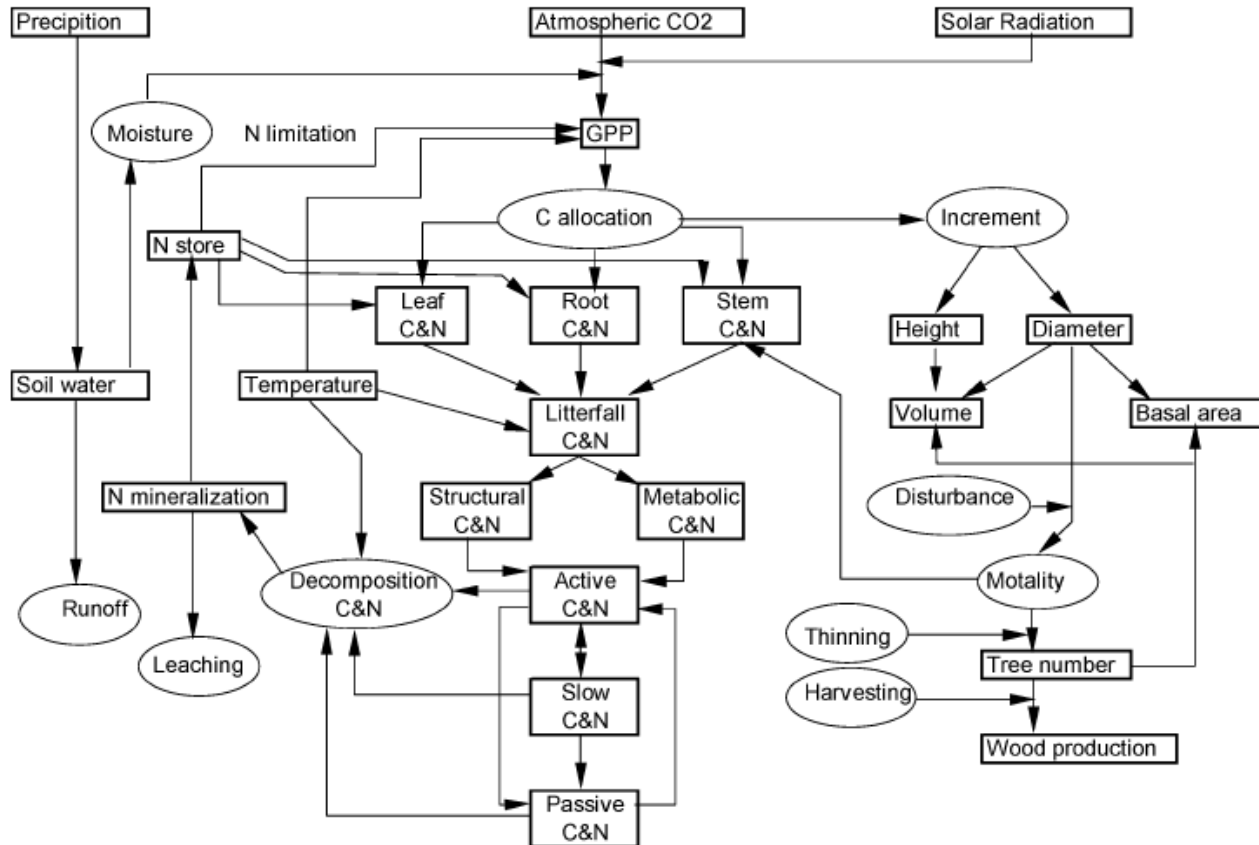 Precipition
Atmospheric CO2
Solar Radiation
Moisture
N limitation
GPP
C allocation
Increment
N store
Leaf
C&N
Root
C&N
Stem
C&N
Height
Diameter
Soil water
Temperature
Litterfall
C&N
Volume
Basal area
N mineralization
Structural
C&N
Metabolic
C&N
Disturbance
Decomposition
C&N
Active
C&N
Motality
Runoff
Leaching
Thinning
Tree number
Slow
C&N
Harvesting
Wood production
Passive
C&N